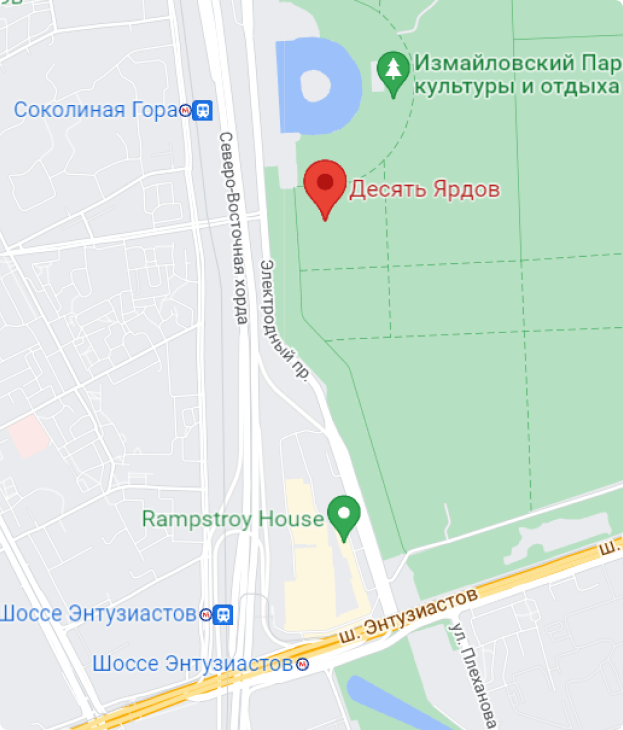 Измайловский Пар
культуры и отдыха
Соколиная Гора
Десять Ярдов
Северо-Восточная хорда
Электродный пр.
Rampstroy House
ш.
ш. Энтузиастов
Шоссе Энтузиастов
ул. Плеханова
Шоссе Энтузиастов